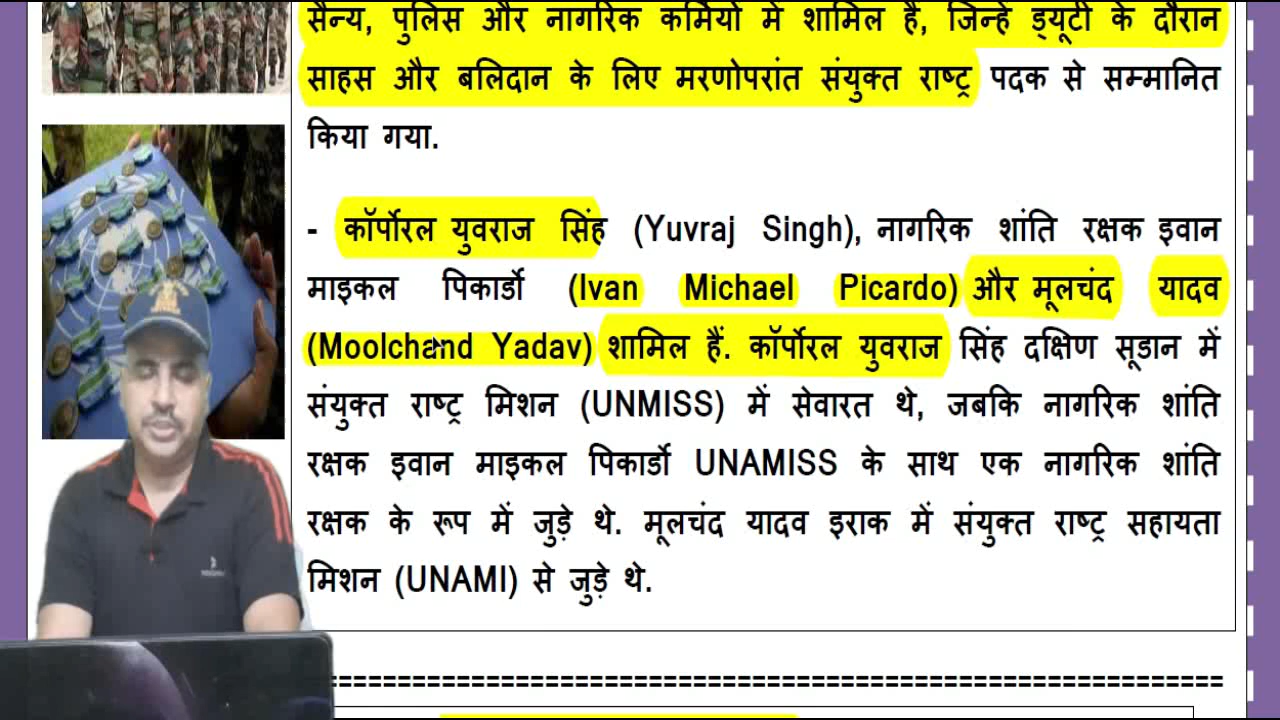 सैन्य, पुलिस और नागरिक कर्मियों में शामिल हैं, जिन्हें ड्यूटी के दौरान
साहस और बलिदान के लिए मरणोपरांत संयुक्त राष्ट्र पदक से सम्मानित
किया गया.
- कॉर्पोरल युवराज सिंह (Yuvraj Singh), नागरिक शांति रक्षक इवान
माइकल पिकार्डो (Ivan Michael Picardo) और मूलचंद यादव
(Moolchand Yadav) शामिल हैं. कॉर्पोरल युवराज सिंह दक्षिण सूडान में
संयुक्त राष्ट्र मिशन (UNMISS) में सेवारत थे, जबकि नागरिक शांति
रक्षक इवान माइकल पिकार्डो UNAMISS के साथ एक नागरिक शांति
रक्षक के रूप में जुड़े थे. मूलचंद यादव इराक में संयुक्त राष्ट्र सहायता
मिशन (UNAMI) से जुड़े थे.